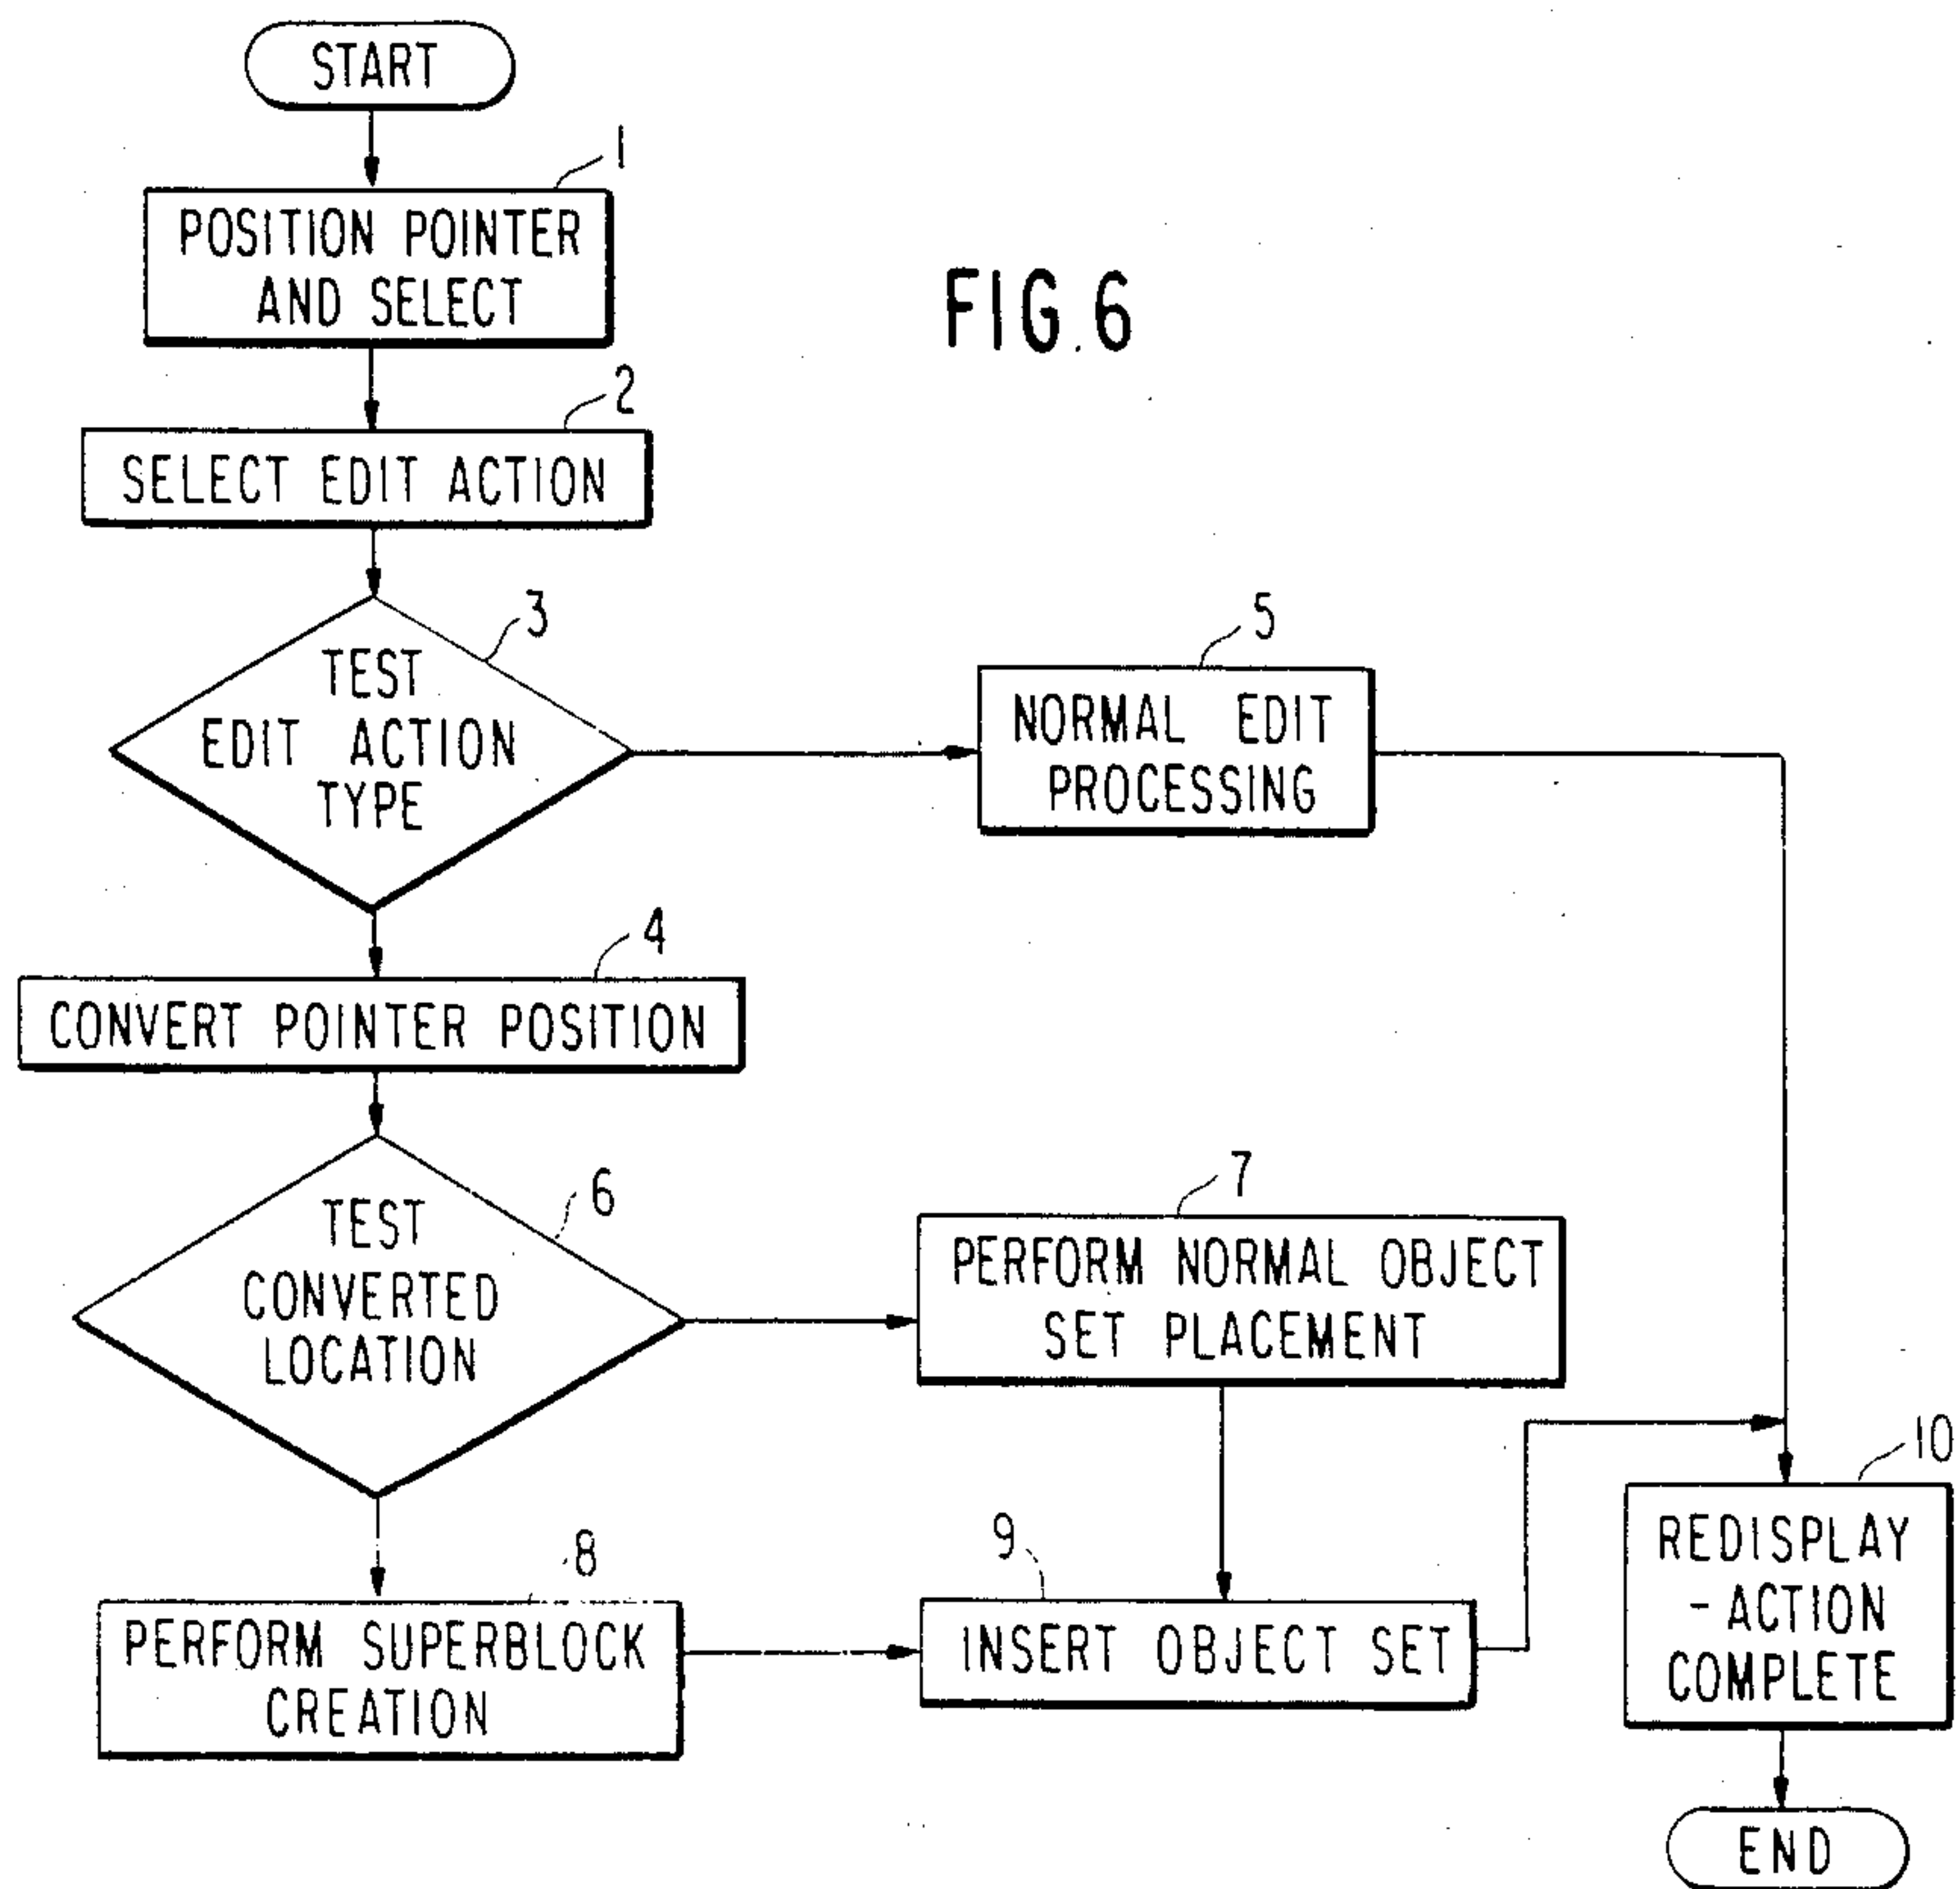 START
1
POSITION POINTER
AND SELECT
FIG. 6
2
SELECT EDIT ACTION
3
TEST
EDIT ACTION
TYPE
5
NORMAL EDIT
PROCESSING
4
CONVERT POINTER POSITION
6
TEST
CONVERTED
LOCATION
7
PERFORM NORMAL OBJECT
SET PLACEMENT
8
PERFORM SUPERBLOCK
CREATION
9
INSERT OBJECT SET
10
REDISPLAY
-ACTION
COMPLETE
END